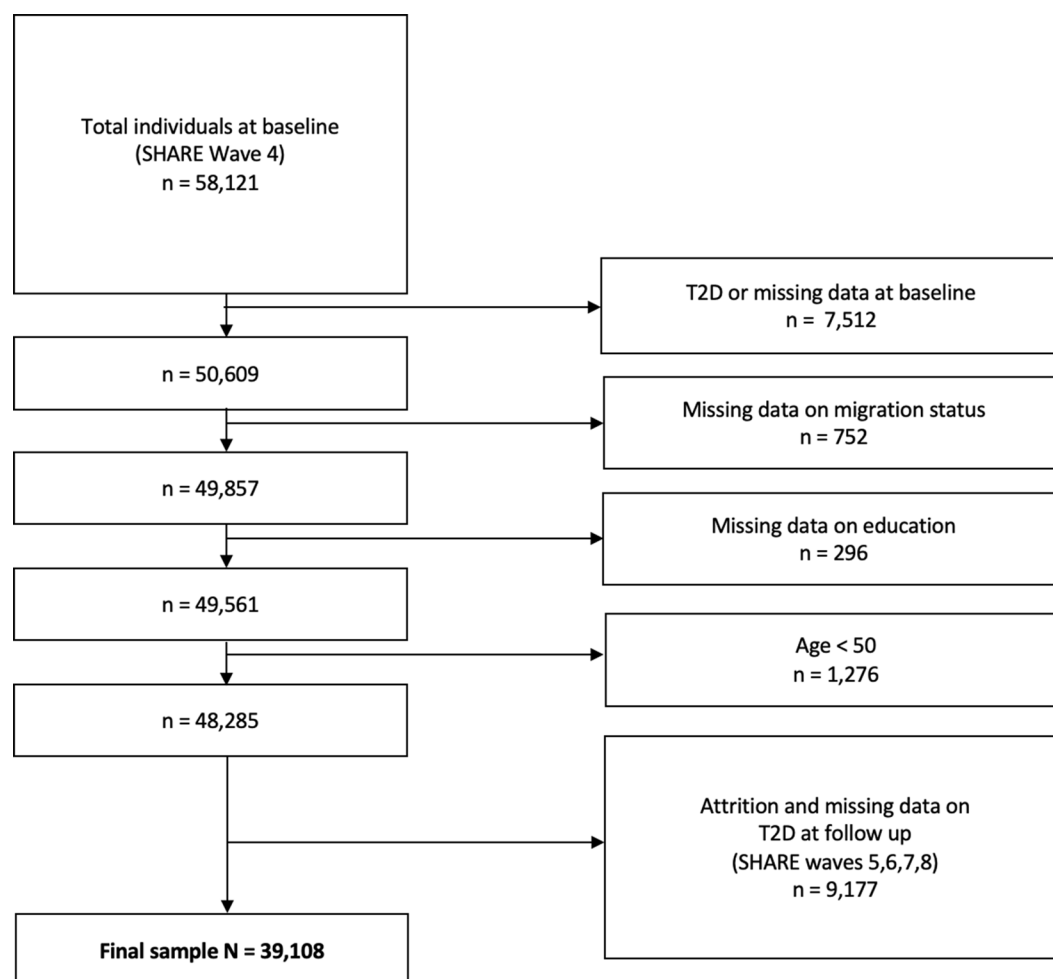 Total individuals at baseline
(SHARE Wave 4)
n = 58,121
T2D or missing data at baseline
n =  7,512
n = 50,609
Missing data on migration status
n = 752
n = 49,857
Missing data on education
n = 296
n = 49,561
Age < 50
n = 1,276
n = 48,285
Attrition and missing data on
T2D at follow up
(SHARE waves 5,6,7,8)
n = 9,177
Final sample N = 39,108